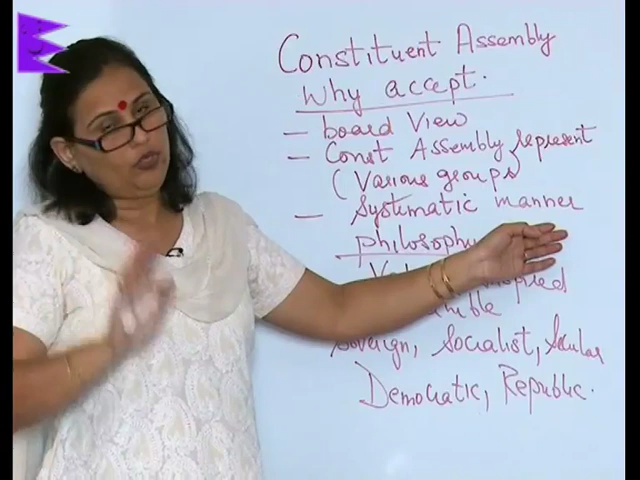 Constituent Assembly
Why accept.
— board View
— Const Assembly represent
(Various groups)
— Systematic manner
philosophy
Sovereign, Socialist, Secular
Democratic, Republic.